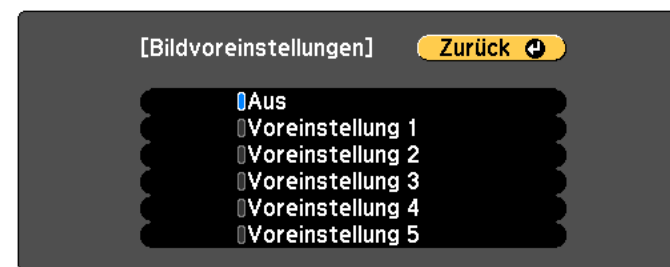 [Bildvoreinstellungen] Zurück
Aus
Voreinstellung 1
Voreinstellung 2
Voreinstellung 3
Voreinstellung 4
Voreinstellung 5